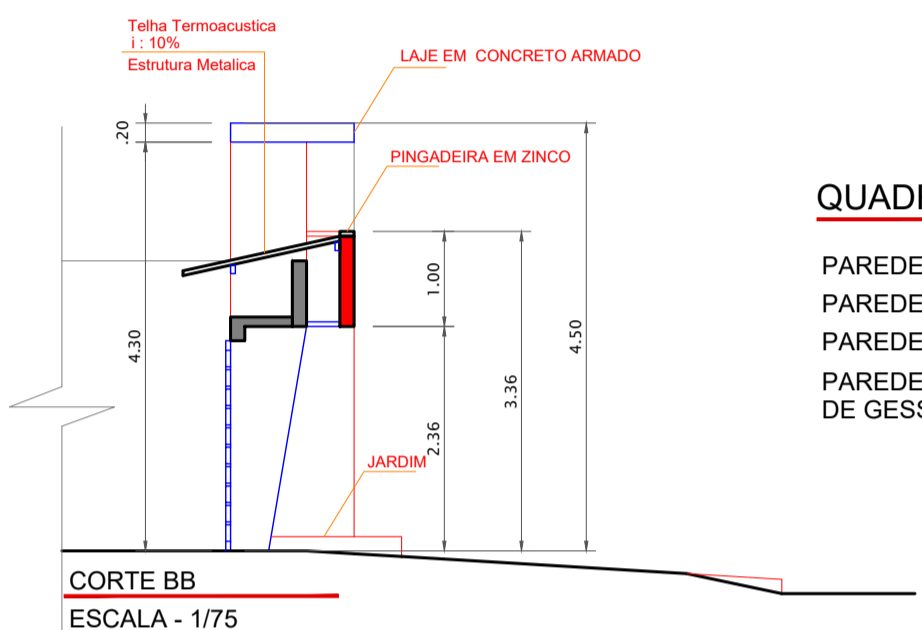 Telha Termoacustica
i : 10%
Estrutura Metalica
LAJE EM CONCRETO ARMADO
.20
PINGADEIRA EM ZINCO
QUAD
1.00
4.30
4.50
3.36
2.36
PAREDE
PAREDE
PAREDE
PAREDE
DE GESS
JARDIM
CORTE BB
ESCALA - 1/75